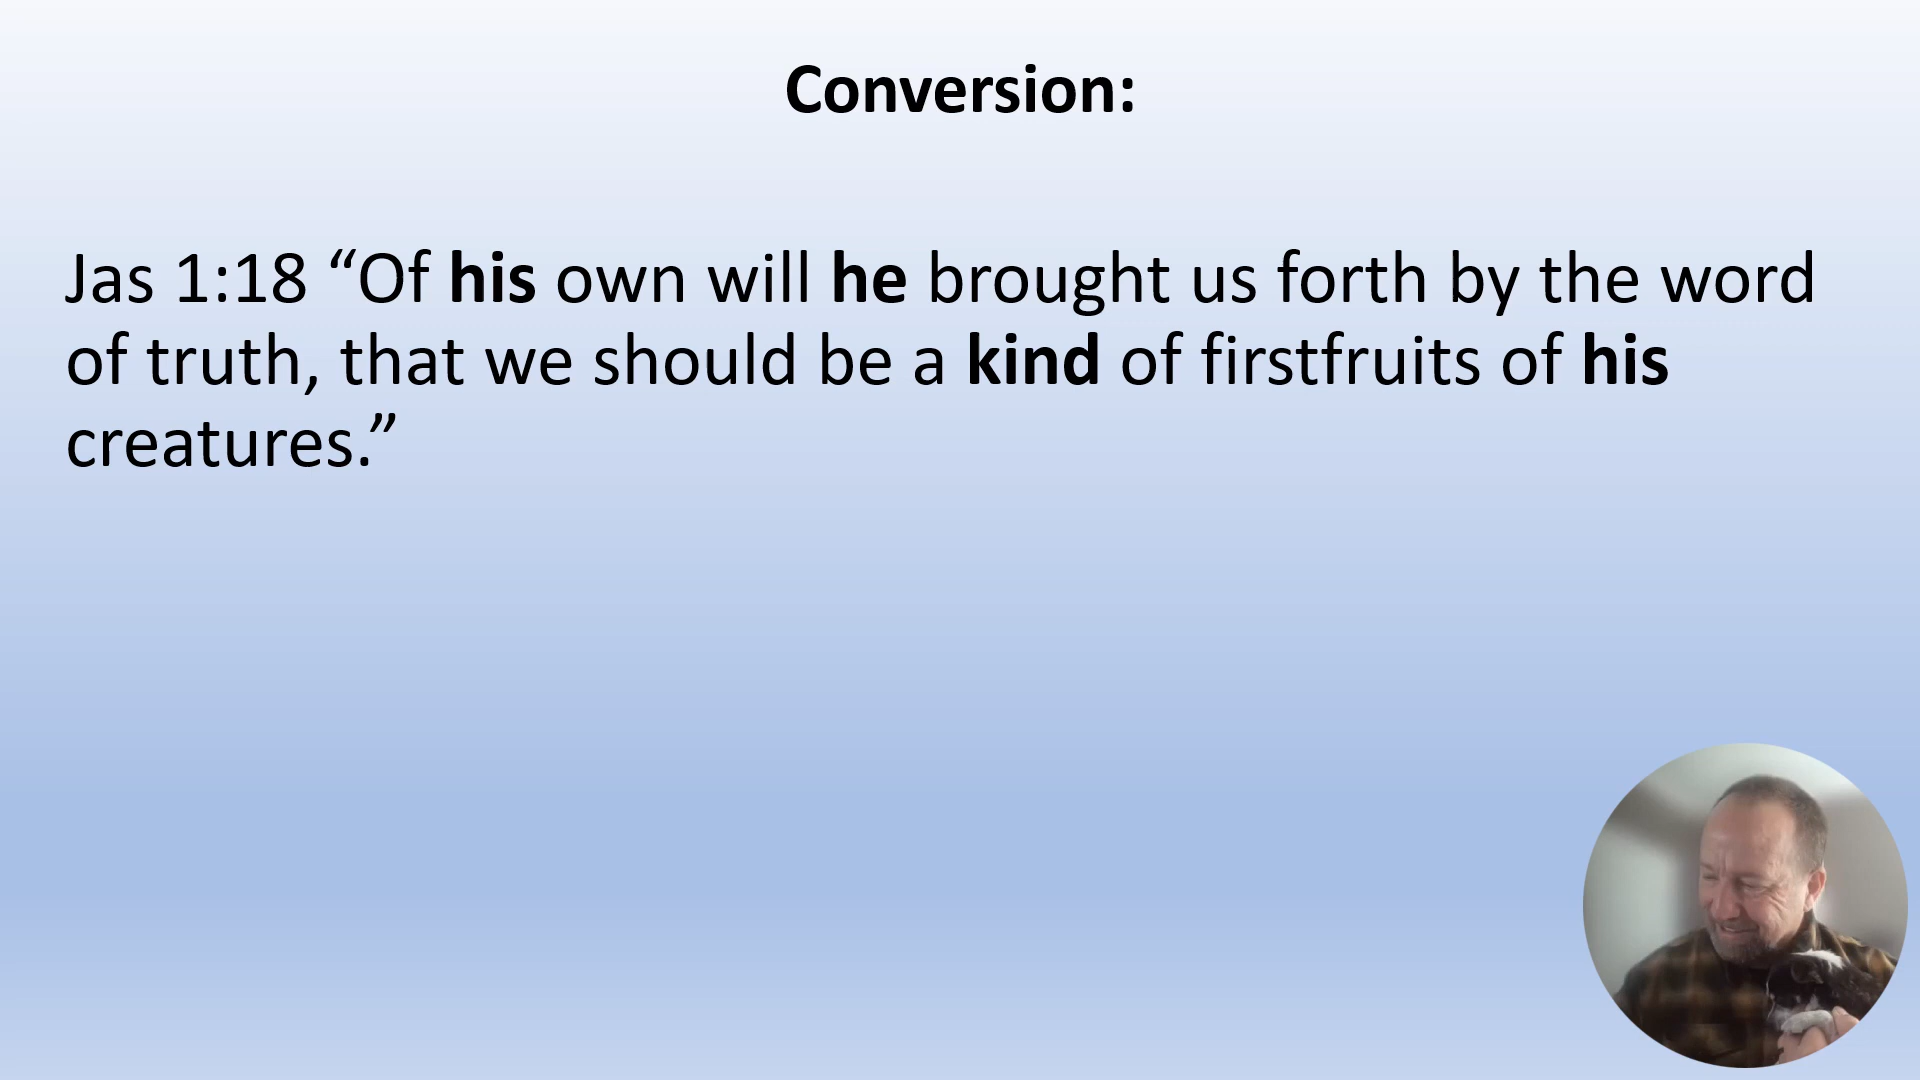 Conversion:
Jas 1:18 “Of his own will he brought us forth by the word
of truth, that we should be a kind of firstfruits of his
creatures.”